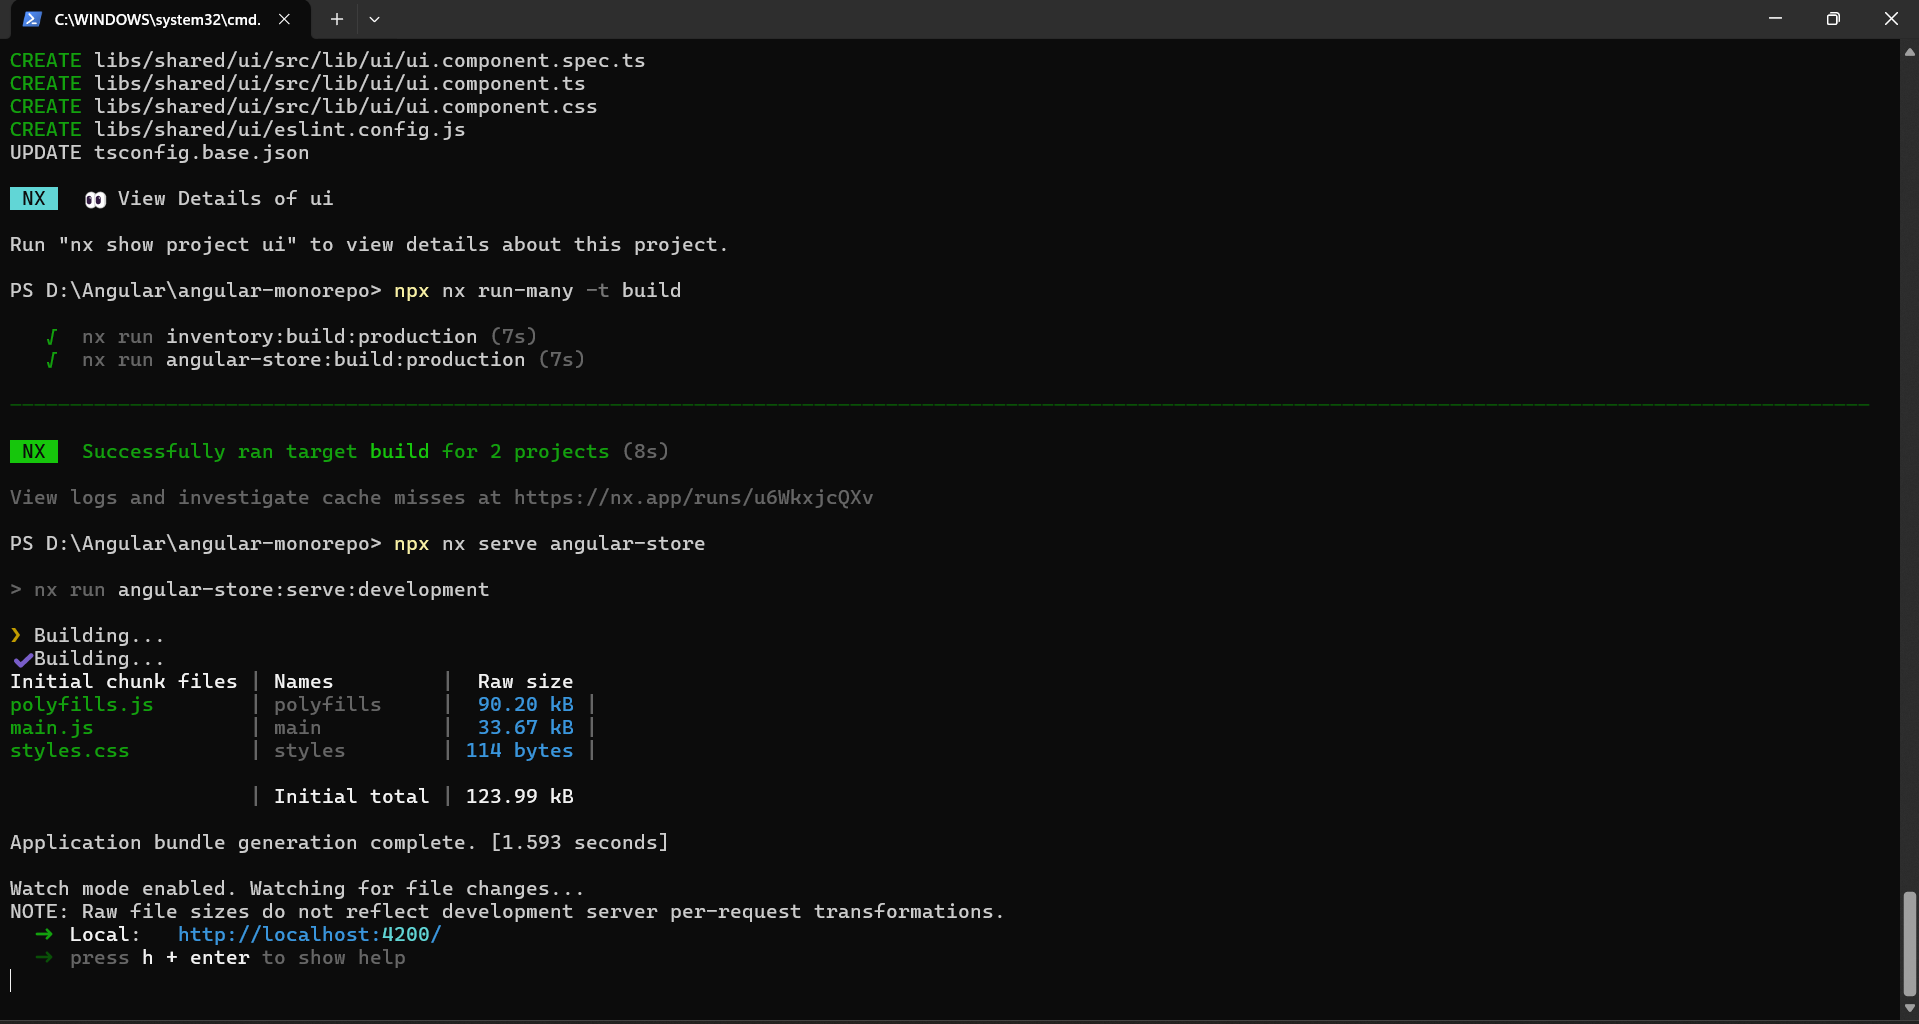 C:\WINDOWS\system32\cmd.
CREATE libs/shared/ui/src/lib/ui/ui.component.spec.ts
CREATE libs/shared/ui/src/lib/ui/ui.component.ts
CREATE libs/shared/ui/src/lib/ui/ui.component.css
CREATE libs/shared/ui/eslint.config.js
UPDATE tsconfig.base.json
NX 👀 View Details of ui
Run "nx show project ui" to view details about this project.
PS D:\Angular\angular-monorepo> npx nx run-many -t build
√ nx run inventory:build:production (7s)
√ nx run angular-store:build:production (7s)
NX Successfully ran target build for 2 projects (8s)
View logs and investigate cache misses at https://nx.app/runs/u6WkxjcQXv
PS D:\Angular\angular-monorepo> npx nx serve angular-store
> nx run angular-store:serve:development
❯ Building...
✔Building...
Initial chunk files | Names | Raw size
polyfills.js | polyfills | 90.20 kB |
main.js | main | 33.67 kB |
styles.css | styles | 114 bytes |
| Initial total | 123.99 kB
Application bundle generation complete. [1.593 seconds]
Watch mode enabled. Watching for file changes...
NOTE: Raw file sizes do not reflect development server per-request transformations.
➜ Local: http://localhost:4200/
➜ press h + enter to show help